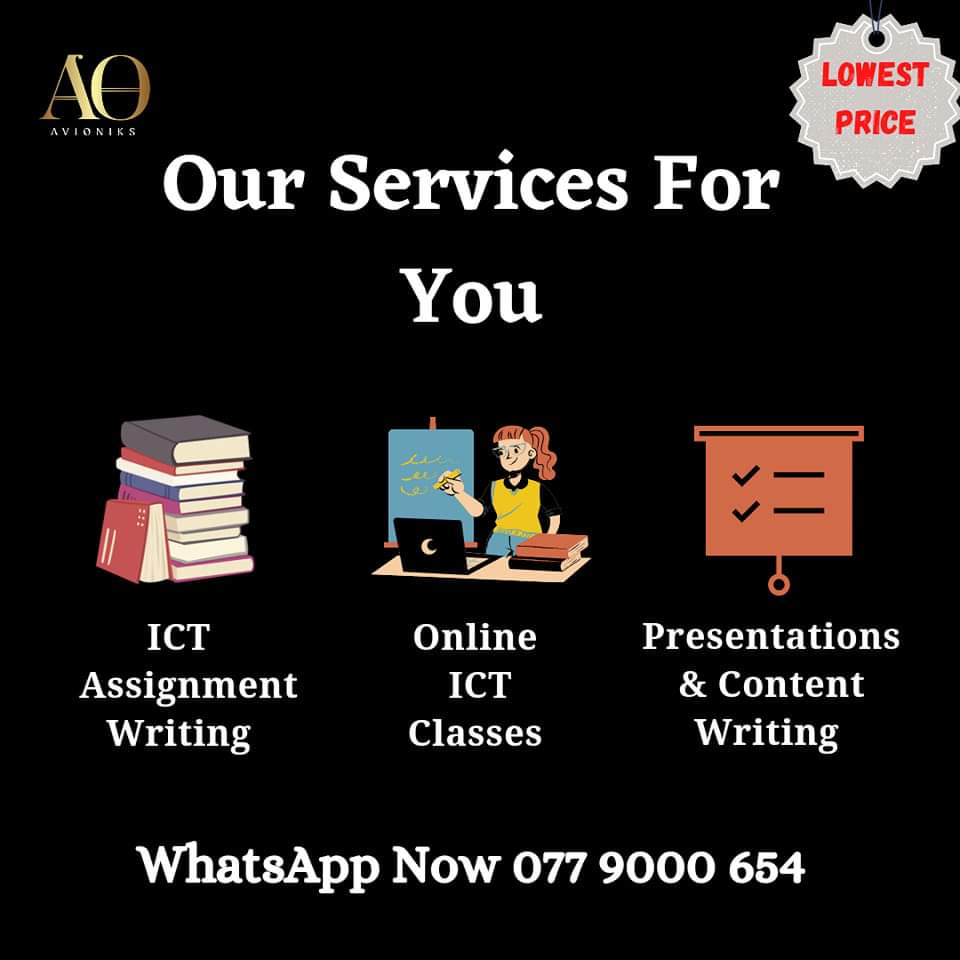 AΘ
AVIONIKS
LOWEST
PRICE
Our Services For
You
ICT
Assignment
Writing
Online
ICT
Classes
Presentations
& Content
Writing
WhatsApp Now 077 9000 654